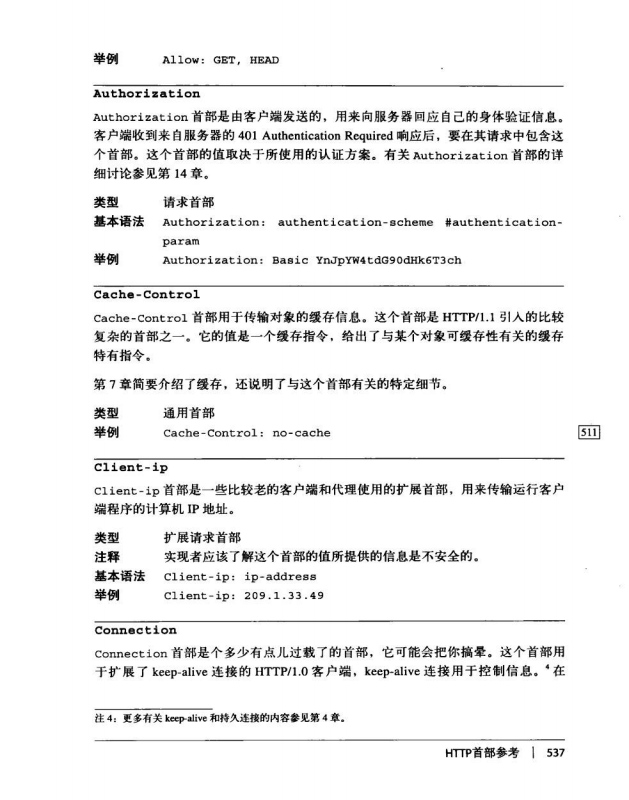 举例 Allow: GET, HEAD
Authorization
Authorization 首部是由客户端发送的，用来向服务器回应自己的身体验证信息。
客户端收到来自服务器的 401 Authentication Required 响应后，要在其请求中包含这
个首部。这个首部的值取决于所使用的认证方案。有关 Authorization 首部的详
细讨论参见第 14 章。
类型 请求首部
基本语法 Authorization: authentication-scheme #authentication-
param
举例 Authorization: Basic YnJpYW4tdG90dHk6T3ch
Cache-Control
Cache-Control 首部用于传输对象的缓存信息。这个首部是 HTTP/1.1 引入的比较
复杂的首部之一。它的值是一个缓存指令，给出了与某个对象可缓存性有关的缓存
特有指令。
第 7 章简要介绍了缓存，还说明了与这个首部有关的特定细节。
类型 通用首部
举例 Cache-Control: no-cache
511
Client-ip
Client-ip 首部是一些比较老的客户端和代理使用的扩展首部，用来传输运行客户
端程序的计算机 IP 地址。
类型 扩展请求首部
注释 实现者应该了解这个首部的值所提供的信息是不安全的。
基本语法 Client-ip: ip-address
举例 Client-ip: 209.1.33.49
Connection
Connection 首部是个多少有点儿过载了的首部，它可能会把你搞晕。这个首部用
于扩展了 keep-alive 连接的 HTTP/1.0 客户端，keep-alive 连接用于控制信息。4 在
注 4：更多有关 keep-alive 和持久连接的内容参见第 4 章。
HTTP首部参考 | 537